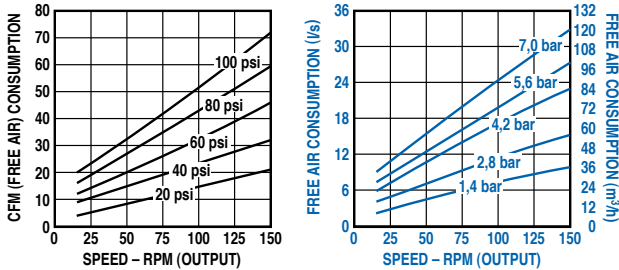 CFM (FREE AIR) CONSUMPTION
80
70
60
50
40
30
20
10
0
100 psi
80 psi
60 psi
40 psi
20 psi
0 25 50 75 100 125 150
SPEED – RPM (OUTPUT)
FREE AIR CONSUMPTION (l/s)
36
30
24
18
12
6
0
7,0 bar
5,6 bar
4,2 bar
2,8 bar
1,4 bar
0 25 50 75 100 125 150
SPEED – RPM (OUTPUT)
132
120
108
96
84
72
60
48
36
24
12
0
FREE AIR CONSUMPTION (m³/h)